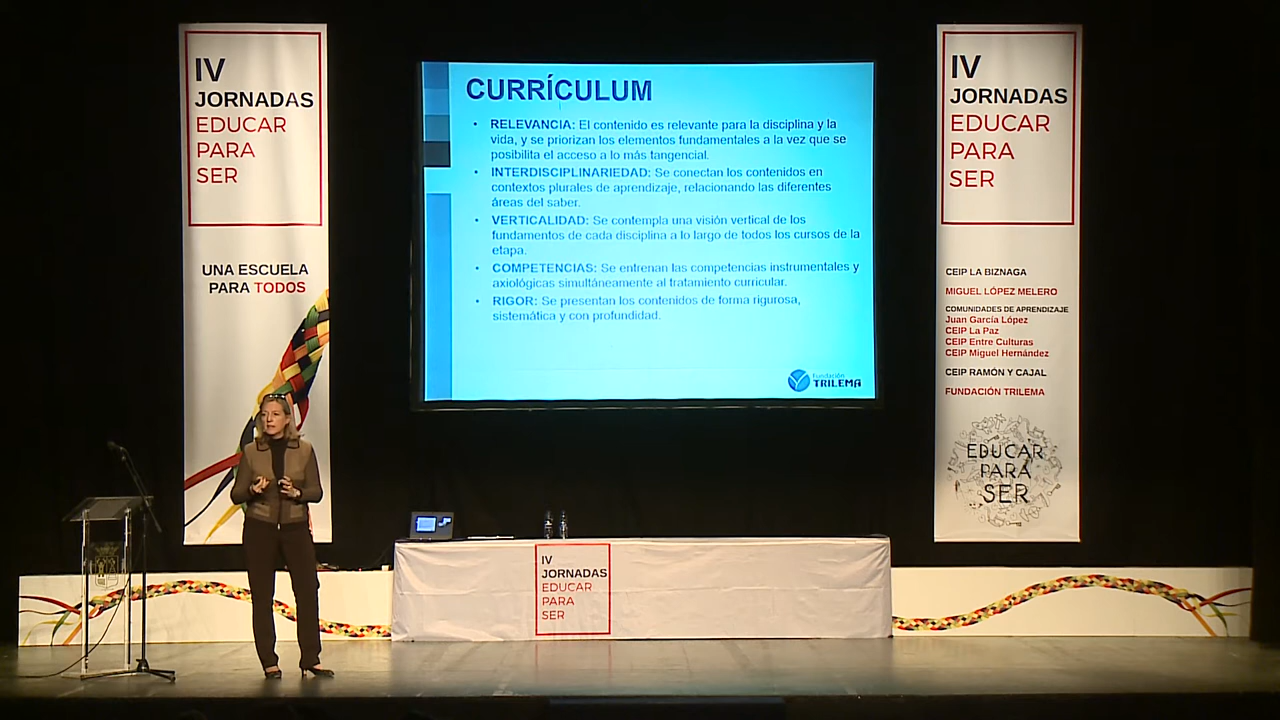 IV
JORNADAS
EDUCAR
PARA
SER
UNA ESCUELA
PARA TODOS
CURRÍCULUM
• RELEVANCIA: El contenido es relevante para la disciplina y la
vida, y se priorizan los elementos fundamentales a la vez que se
posibilita el acceso a lo más tangencial.
• INTERDISCIPLINARIEDAD: Se conectan los contenidos en
contextos plurales de aprendizaje, relacionando las diferentes
áreas del saber.
• VERTICALIDAD: Se contempla una visión vertical de los
fundamentos de cada disciplina a lo largo de todos los cursos de la
etapa.
• COMPETENCIAS: Se entrenan las competencias instrumentales y
axiológicas simultáneamente al tratamiento curricular.
• RIGOR: Se presentan los contenidos de forma rigurosa,
sistemática y con profundidad.
Fundación
TRILEMA
IV
JORNADAS
EDUCAR
PARA
SER
CEIP LA BIZNAGA
MIGUEL LÓPEZ MELERO
COMUNIDADES DE APRENDIZAJE
Juan García López
CEIP La Paz
CEIP Entre Culturas
CEIP Miguel Hernández
CEIP RAMÓN Y CAJAL
FUNDACIÓN TRILEMA
EDUCAR
PARA
SER
IV
JORNADAS
EDUCAR
PARA
SER